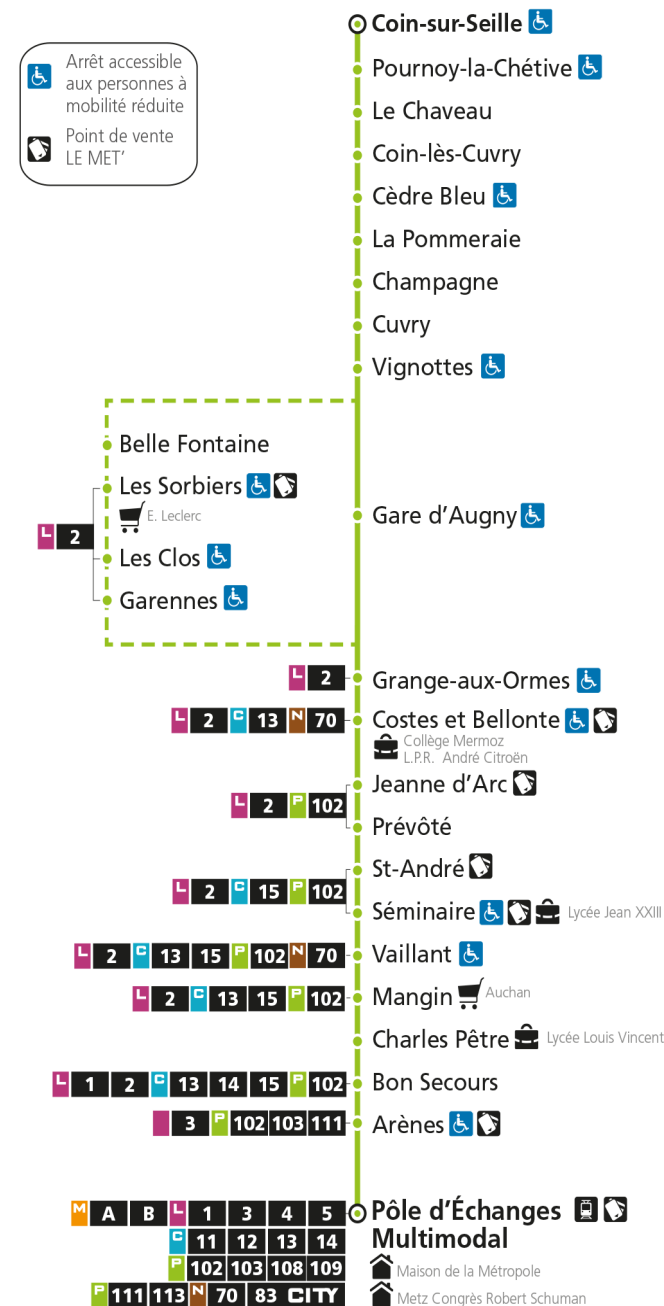 Coin-sur-Seille
Arrêt accessible
aux personnes à
mobilité réduite
Point de vente
LE MET'
Pournoy-la-Chétive
Le Chaveau
Coin-lès-Cuvry
Cèdre Bleu
La Pommeraie
Champagne
Cuvry
Vignottes
Belle Fontaine
Les Sorbiers
E. Leclerc
L 2
Les Clos
Garennes
Gare d'Augny
L 2 Grange-aux-Ormes
L 2 C 13 N 70 Costes et Bellonte
Collège Mermoz
L.P.R. André Citroën
Jeanne d'Arc
L 2 P 102
Prévôté
St-André
L 2 C 15 P 102
Séminaire Lycée Jean XXIII
L 2 C 13 15 P 102 N 70 Vaillant
L 2 C 13 15 P 102 Mangin Auchan
Charles Pêtre Lycée Louis Vincent
L 1 2 C 13 14 15 P 102 Bon Secours
3 P 102 103 111 Arènes
M A B L 1 3 4 5 Pôle d'Échanges
C 11 12 13 14 Multimodal
P 102 103 108 109 Maison de la Métropole
P 111 113 N 70 83 CITY Metz Congrès Robert Schuman